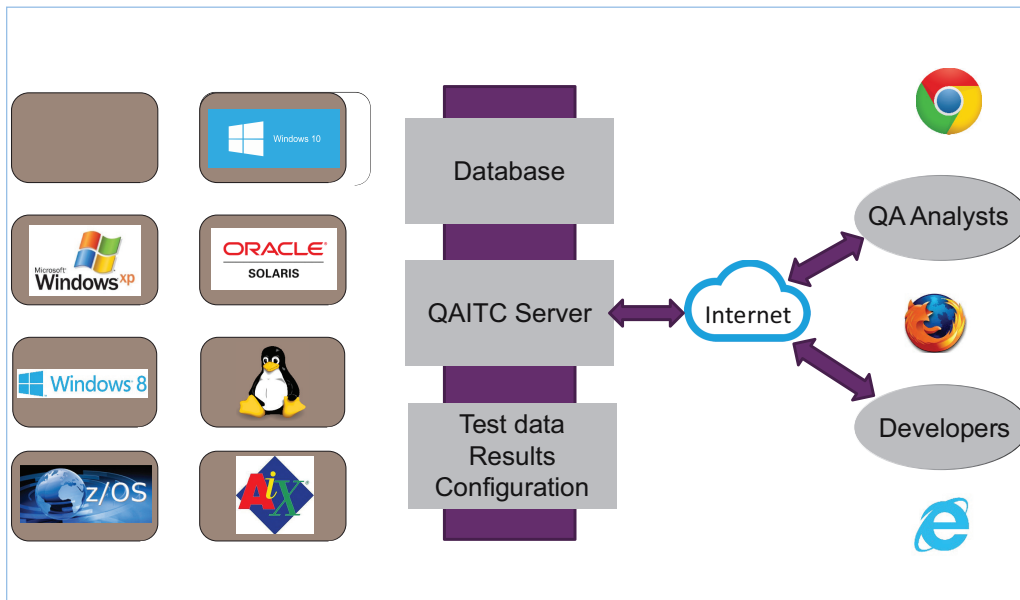 Windows 10
Database
QA Analysts
Microsoft®
Windows xp
ORACLE®
SOLARIS
QAITC Server
Internet
Windows 8
Test data
Results
Configuration
Developers
z/OS
AiX®